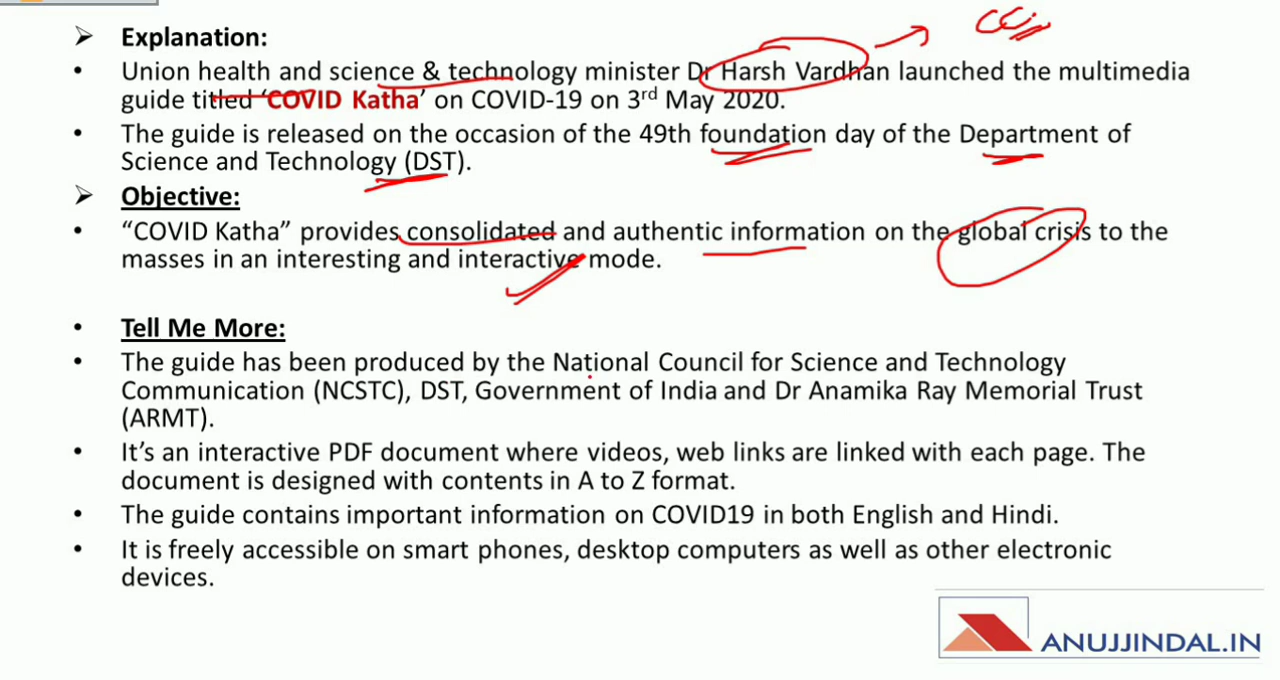 Explanation:
Union health and science & technology minister Dr Harsh Vardhan launched the multimedia
guide titled ‘COVID Katha’ on COVID-19 on 3rd May 2020.
The guide is released on the occasion of the 49th foundation day of the Department of
Science and Technology (DST).
Objective:
“COVID Katha” provides consolidated and authentic information on the global crisis to the
masses in an interesting and interactive mode.
Tell Me More:
The guide has been produced by the National Council for Science and Technology
Communication (NCSTC), DST, Government of India and Dr Anamika Ray Memorial Trust
(ARMT).
It’s an interactive PDF document where videos, web links are linked with each page. The
document is designed with contents in A to Z format.
The guide contains important information on COVID19 in both English and Hindi.
It is freely accessible on smart phones, desktop computers as well as other electronic
devices.
ANUJJINDAL.IN